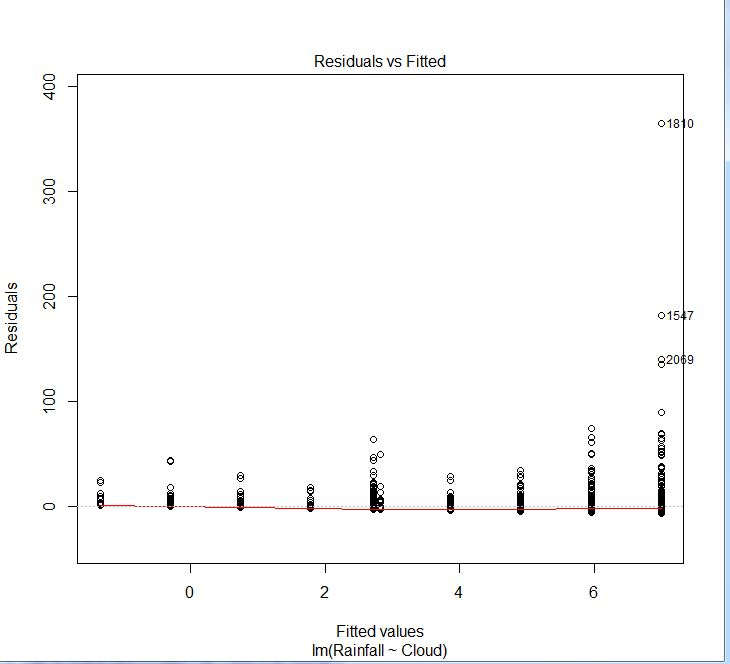 Residuals vs Fitted
400
300
200
100
0
Residuals
1810
1547
2069
0 2 4 6
Fitted values
lm(Rainfall ~ Cloud)